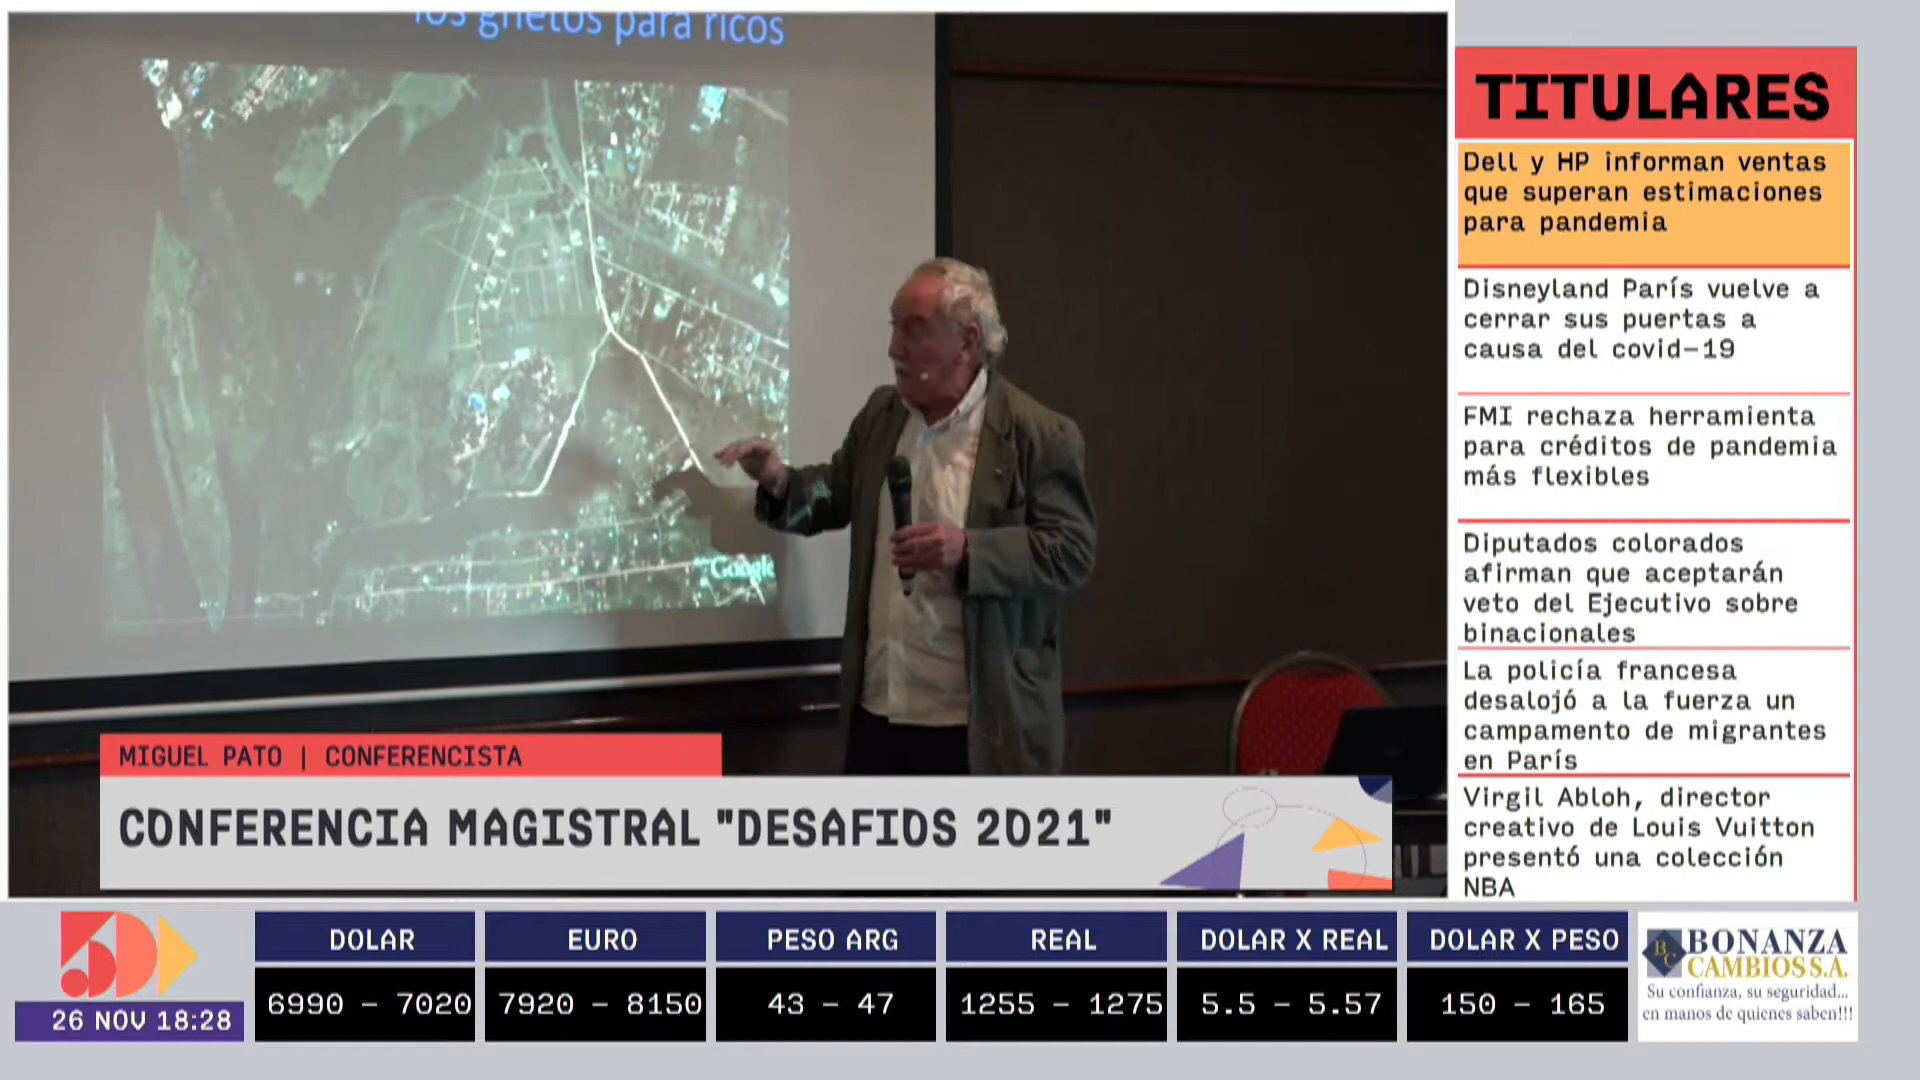 los ghetos para ricos
Google
MIGUEL PATO | CONFERENCISTA
CONFERENCIA MAGISTRAL "DESAFIOS 2021"
TITULARES
Dell y HP informan ventas
que superan estimaciones
para pandemia
Disneyland París vuelve a
cerrar sus puertas a
causa del covid-19
FMI rechaza herramienta
para créditos de pandemia
más flexibles
Diputados colorados
afirman que aceptarán
veto del Ejecutivo sobre
binacionales
La policía francesa
desalojó a la fuerza un
campamento de migrantes
en París
Virgil Abloh, director
creativo de Louis Vuitton
presentó una colección
NBA
5D
26 NOV 18:28
DOLAR
6990 - 7020
EURO
7920 - 8150
PESO ARG
43 - 47
REAL
1255 - 1275
DOLAR X REAL
5.5 - 5.57
DOLAR X PESO
150 - 165
BC BONANZA
CAMBIOS S.A.
Su confianza, su seguridad...
en manos de quienes saben!!!